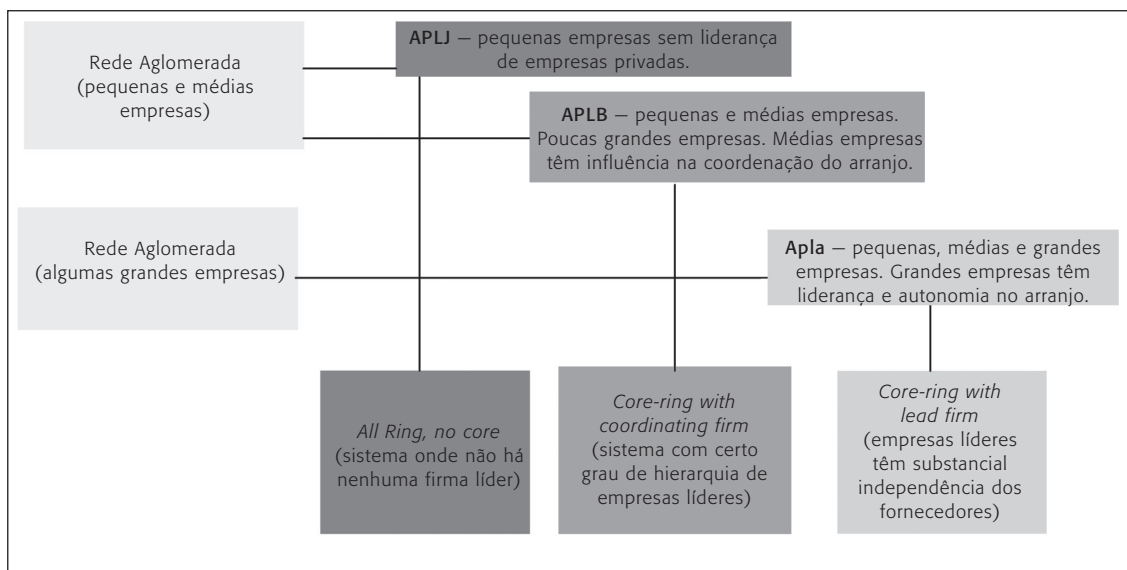 APLJ — pequenas empresas sem liderança
de empresas privadas.
Rede Aglomerada
(pequenas e médias
empresas)
APLB — pequenas e médias empresas.
Poucas grandes empresas. Médias empresas
têm influência na coordenação do arranjo.
Rede Aglomerada
(algumas grandes empresas)
Apla — pequenas, médias e grandes
empresas. Grandes empresas têm
liderança e autonomia no arranjo.
All Ring, no core
(sistema onde não há
nenhuma firma líder)
Core-ring with
coordinating firm
(sistema com certo
grau de hierarquia de
empresas líderes)
Core-ring with
lead firm
(empresas líderes
têm substancial
independência dos
fornecedores)